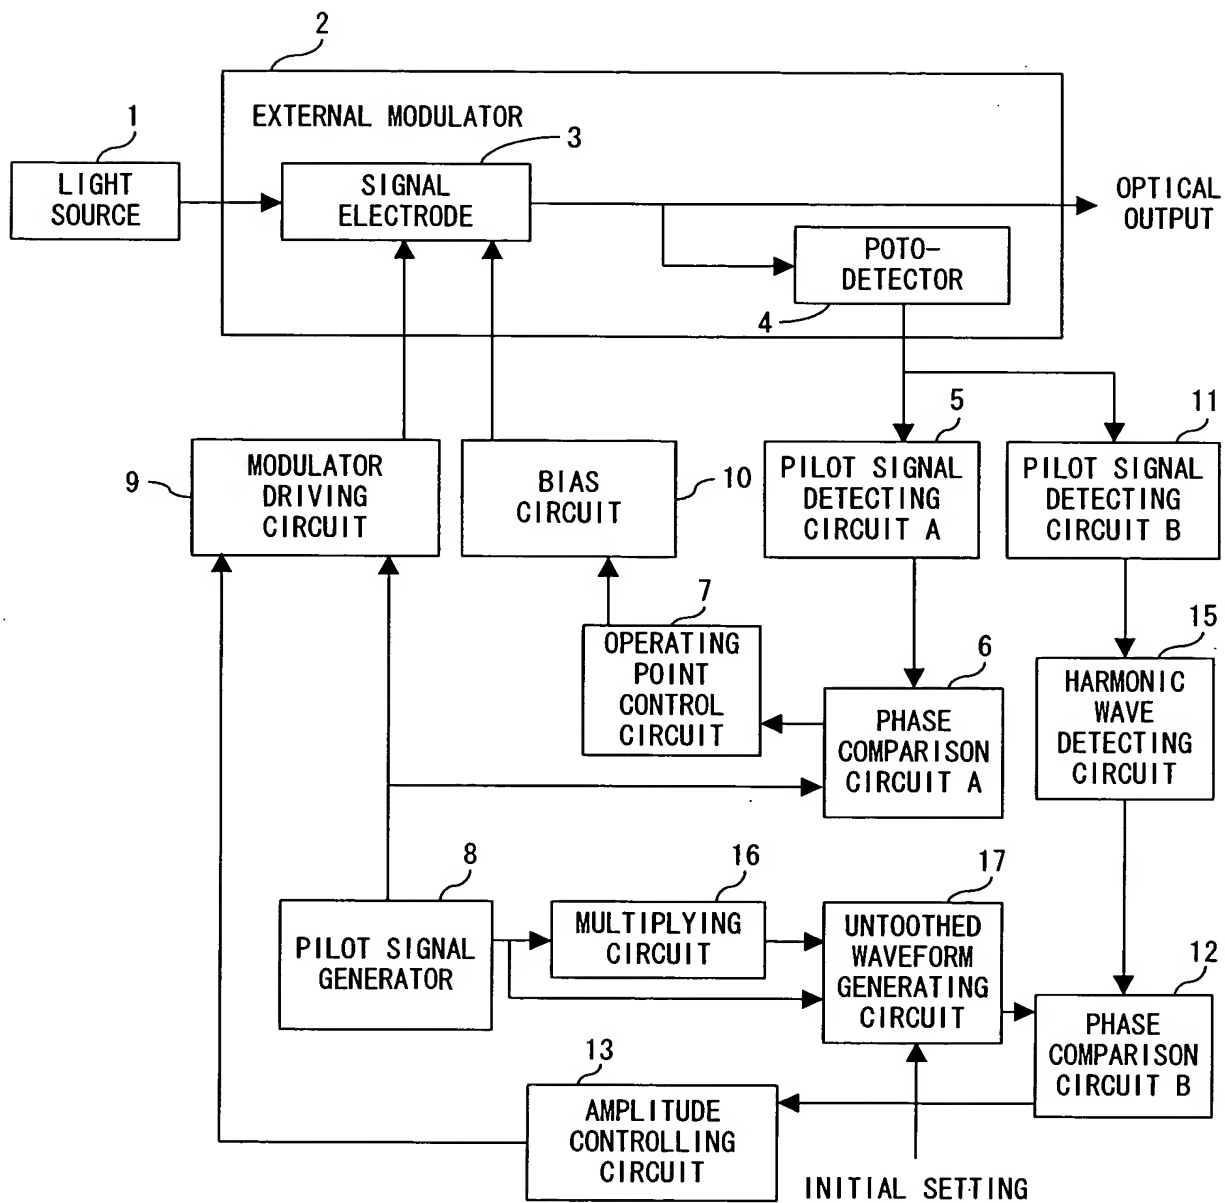 2
EXTERNAL MODULATOR
1
3
LIGHT
SOURCE
SIGNAL
ELECTRODE
OPTICAL
OUTPUT
POTO-
DETECTOR
4
5
11
9
MODULATOR
DRIVING
CIRCUIT
BIAS
CIRCUIT
10
PILOT SIGNAL
DETECTING
CIRCUIT A
PILOT SIGNAL
DETECTING
CIRCUIT B
7
OPERATING
POINT
CONTROL
CIRCUIT
6
PHASE
COMPARISON
CIRCUIT A
15
HARMONIC
WAVE
DETECTING
CIRCUIT
8
PILOT SIGNAL
GENERATOR
16
MULTIPLYING
CIRCUIT
17
UNTOOTHED
WAVEFORM
GENERATING
CIRCUIT
12
PHASE
COMPARISON
CIRCUIT B
13
AMPLITUDE
CONTROLLING
CIRCUIT
INITIAL SETTING